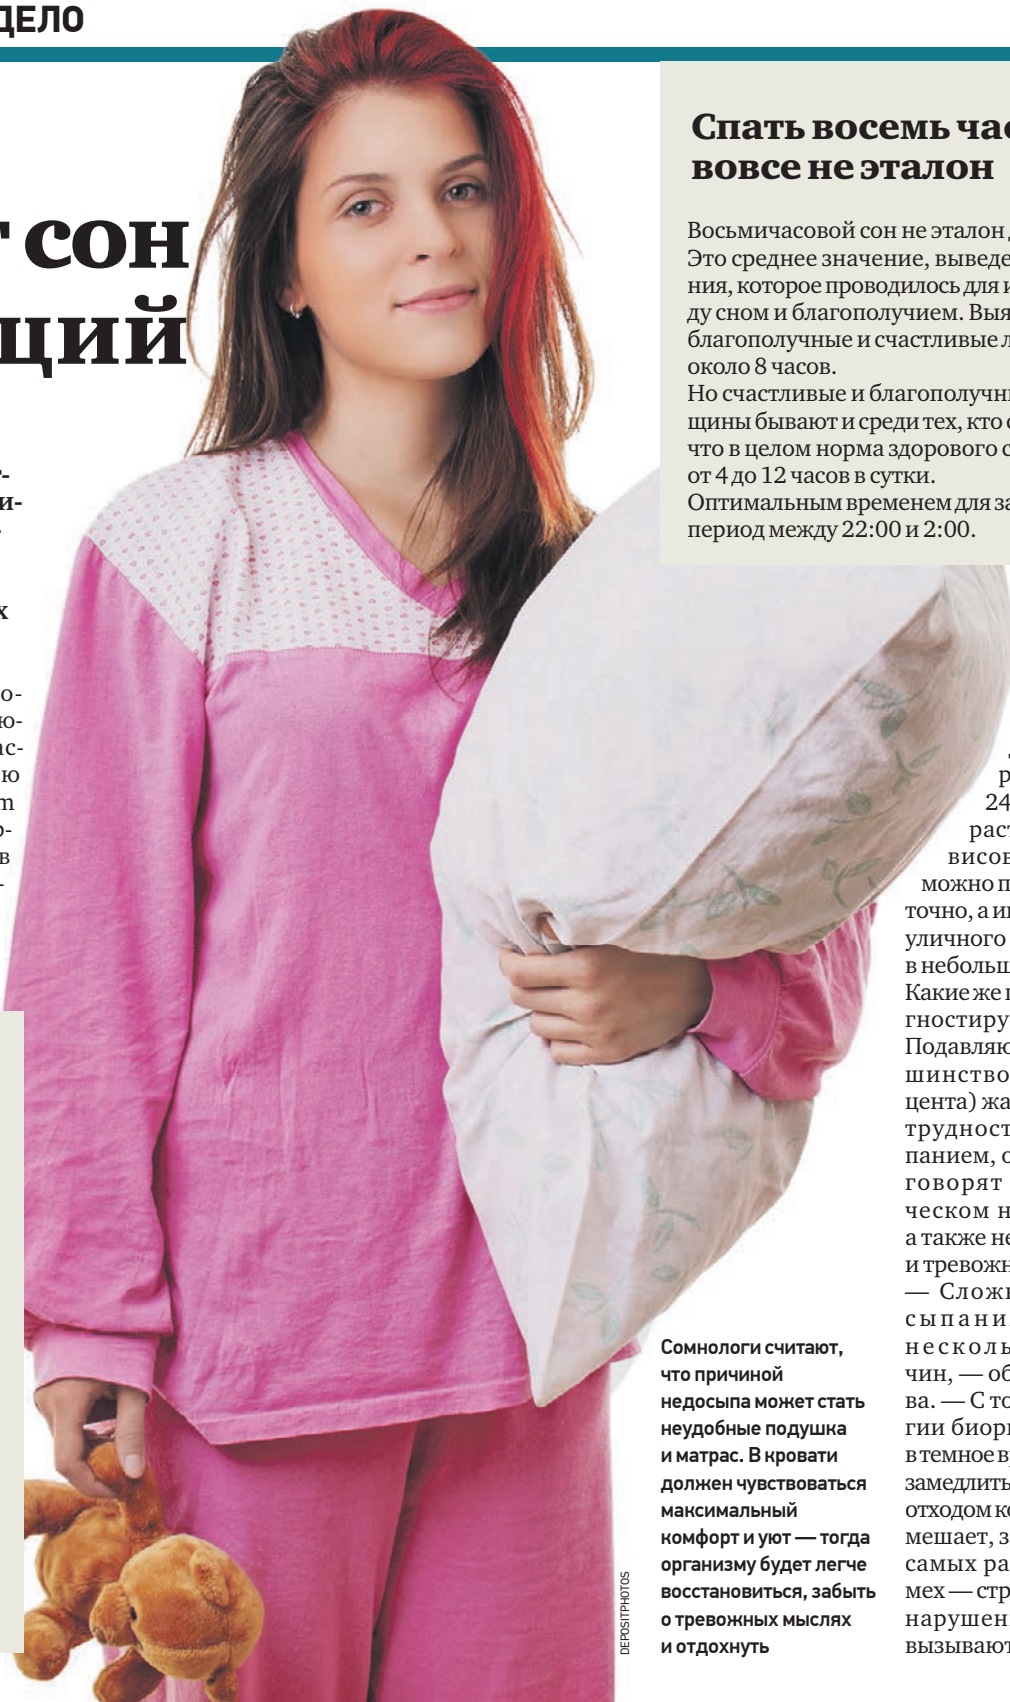 ДЕЛО
сон
щий
т-
и-
х
о-
ю-
ас-
ю
m
р-
в
-
Спать восемь час
вовсе не эталон
Восьмичасовой сон не эталон
Это среднее значение, выведе
ния, которое проводилось для и
ду сном и благополучием. Выя
благополучные и счастливые л
около 8 часов.
Но счастливые и благополучн
щины бывают и среди тех, кто с
что в целом норма здорового с
от 4 до 12 часов в сутки.
Оптимальным временем для за
период между 22:00 и 2:00.
Сомнологи считают,
что причиной
недосыпа может стать
неудобные подушка
и матрас. В кровати
должен чувствоваться
максимальный
комфорт и уют — тогда
организму будет легче
восстановиться, забыть
о тревожных мыслях
и отдохнуть
DEPOSITPHOTOS
р
24
раст
висов
можно п
точно, а и
уличного
в небольш
Какие же п
гностиру
Подавляю
шинство
цента) жа
трудност
панием, о
говорят
ческом н
а также не
и тревожн
— Слож
сыпани
несколь
чин, — об
ва. — С то
гии биор
в темное в
замедлить
отходом ко
мешает, з
самых ра
мех — стр
нарушен
вызывают